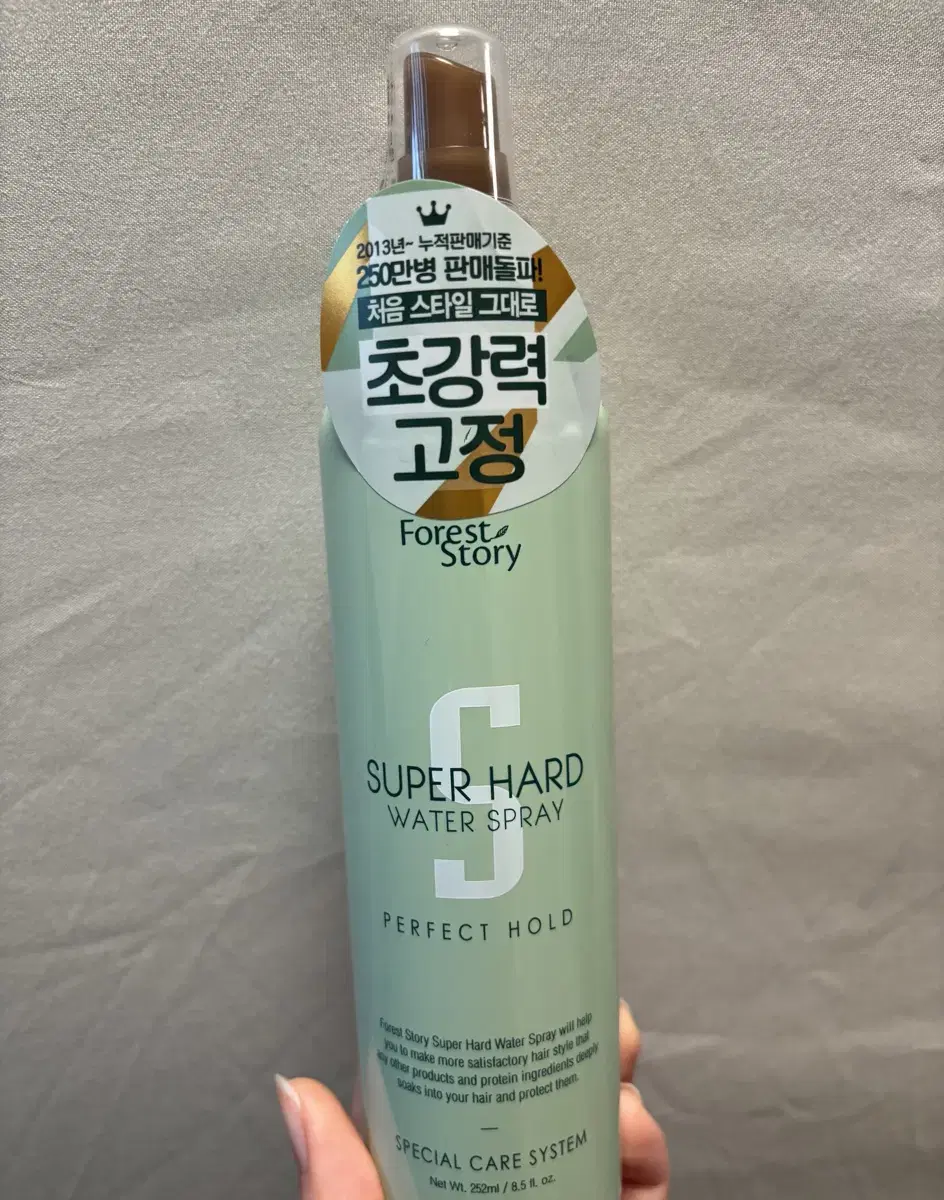 2013년~ 누적판매기준
250만병 판매돌파!
처음 스타일 그대로
초강력
고정
Forest
Story
S
SUPER HARD
WATER SPRAY
PERFECT HOLD
Forest Story Super Hard Water Spray will help
you to make more satisfactory hair style that
any other products and protein ingredients deeply
soaks into your hair and protect them.
SPECIAL CARE SYSTEM
Net Wt. 252ml / 8.5 fl. oz.